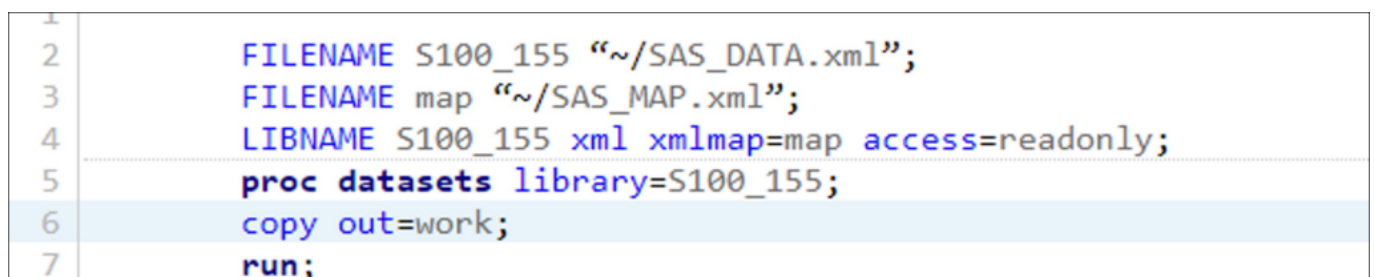 1
2 FILENAME S100_155 “~/SAS_DATA.xml”;
3 FILENAME map “~/SAS_MAP.xml”;
4 LIBNAME S100_155 xml xmlmap=map access=readonly;
5 proc datasets library=S100_155;
6 copy out=work;
7 run;